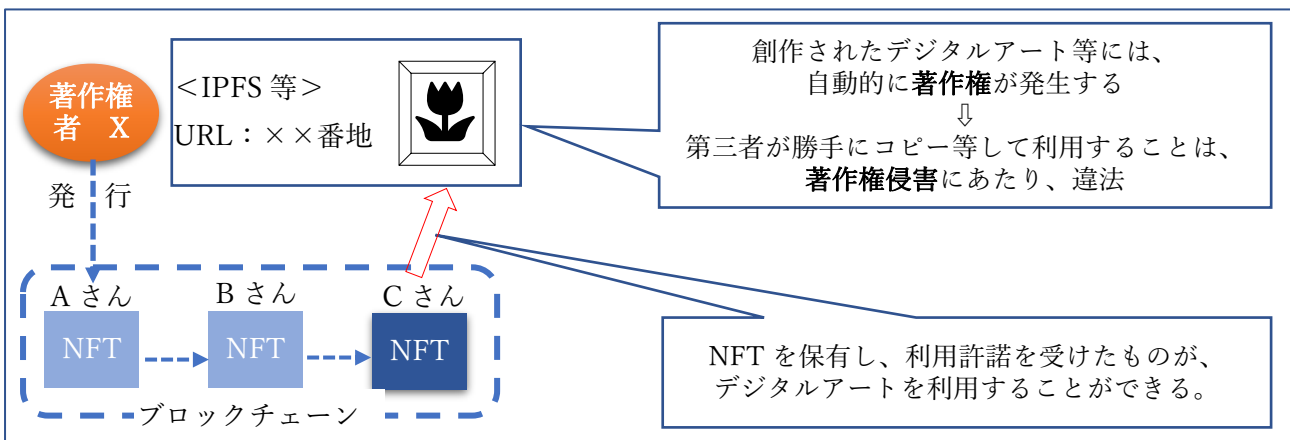 著作権
者 X
<IPFS 等>
URL：××番地
発 行
創作されたデジタルアート等には、
自動的に著作権が発生する
⇩
第三者が勝手にコピー等して利用することは、
著作権侵害にあたり、違法
A さん
B さん
C さん
NFT
NFT
NFT
ブロックチェーン
NFT を保有し、利用許諾を受けたものが、
デジタルアートを利用することができる。